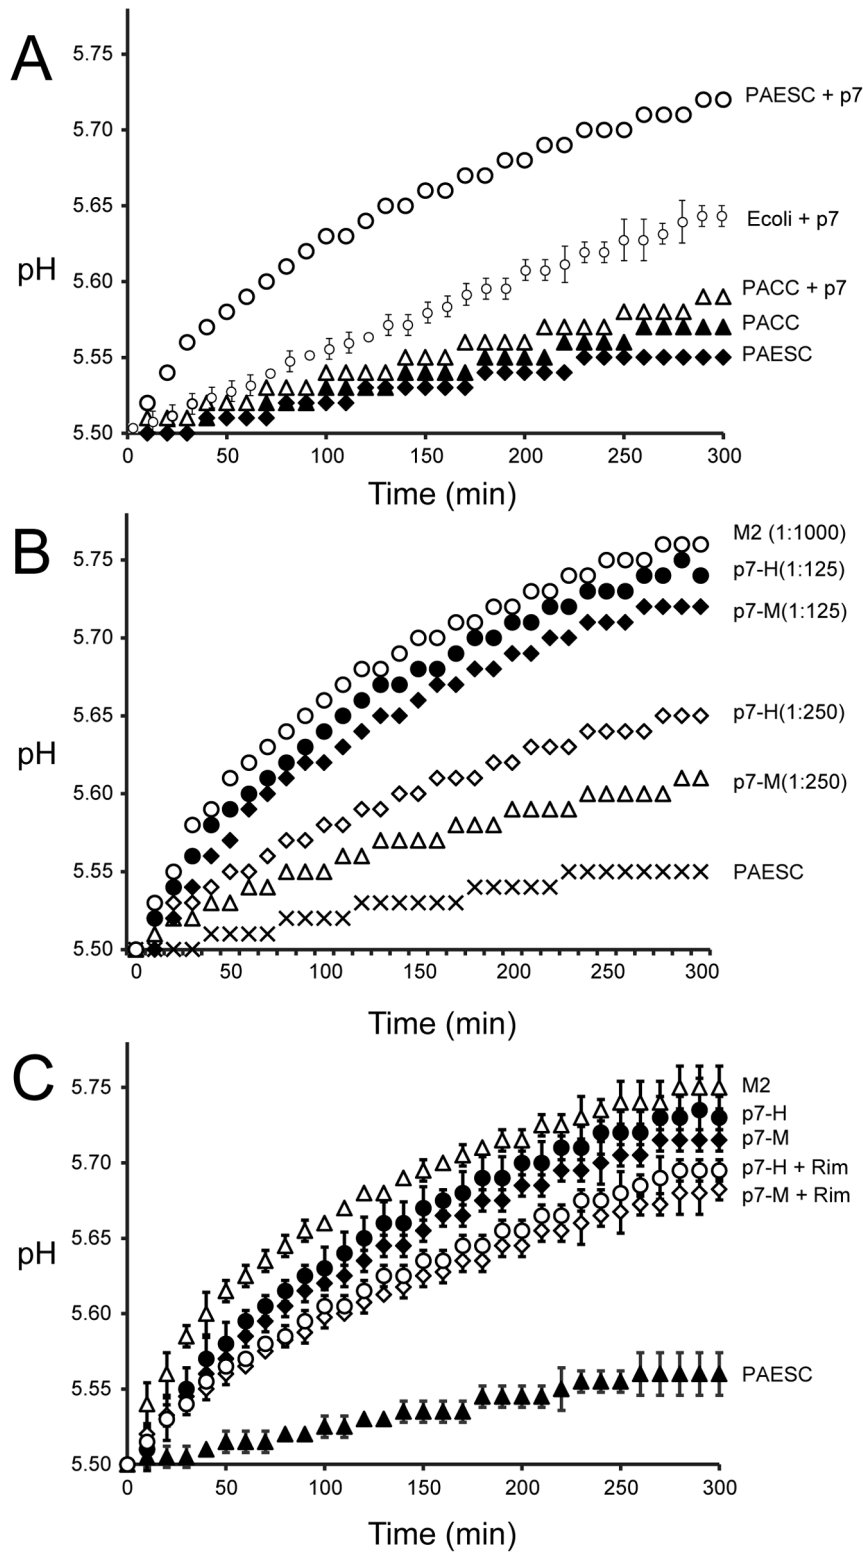 A
5.75
5.70
5.65
5.60
5.55
5.50
pH
PAESC + p7
Ecoli + p7
PACC + p7
PACC
PAESC
0 50 100 150 200 250 300
Time (min)
B
5.75
5.70
5.65
5.60
5.55
5.50
pH
M2 (1:1000)
p7-H(1:125)
p7-M(1:125)
p7-H(1:250)
p7-M(1:250)
PAESC
0 50 100 150 200 250 300
Time (min)
C
5.75
5.70
5.65
5.60
5.55
5.50
pH
M2
p7-H
p7-M
p7-H + Rim
p7-M + Rim
PAESC
0 50 100 150 200 250 300
Time (min)